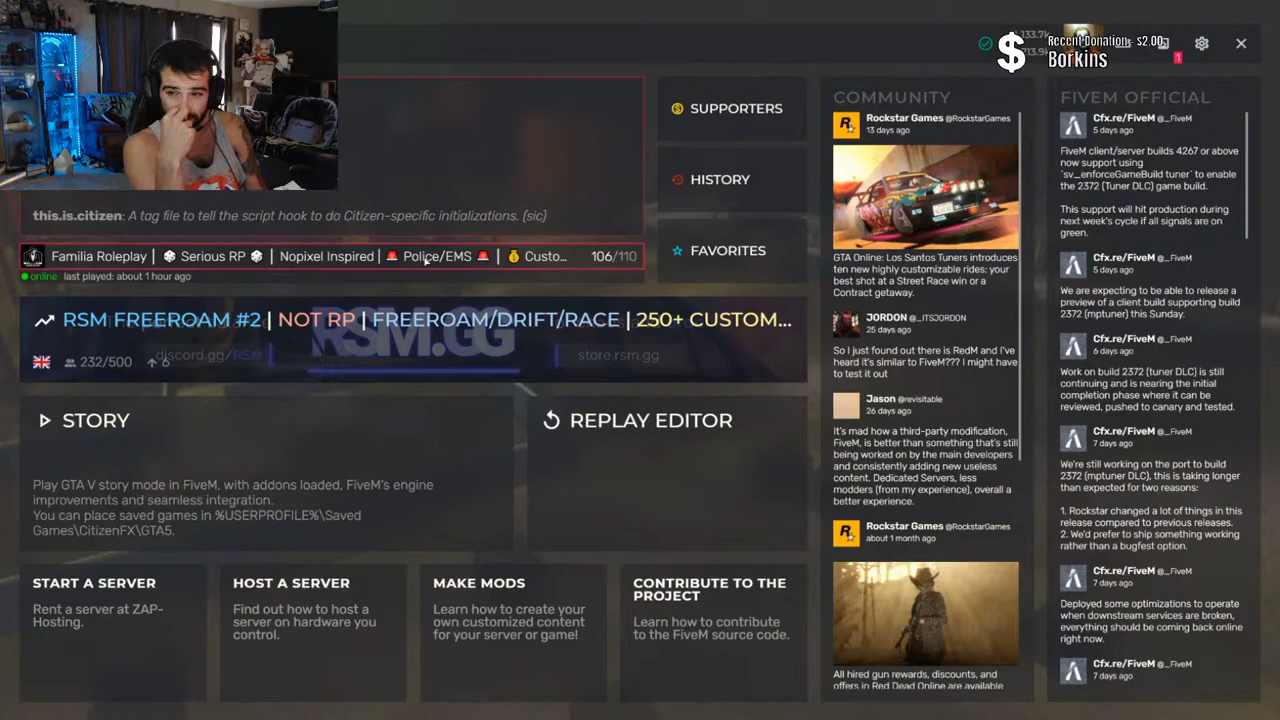 133.7k
713.9k
1
Recent Donation: $2.00
Borkins
this.is.citizen: A tag file to tell the script hook to do Citizen-specific initializations. (sic)
Familia Roleplay | 🎲 Serious RP 🎲 | Nopixel Inspired | 🚨 Police/EMS 🚨 | 💰 Custo... 106/110
online last played: about 1 hour ago
RSM FREEROAM #2 | NOT RP | FREEROAM/DRIFT/RACE | 250+ CUSTOM...
discord.gg/RSM
RSM.GG
store.rsm.gg
232/500 6
STORY
Play GTA V story mode in FiveM, with addons loaded, FiveM's engine
improvements and seamless integration.
You can place saved games in %USERPROFILE%\Saved
Games\CitizenFX\GTA5.
REPLAY EDITOR
START A SERVER
Rent a server at ZAP-
Hosting.
HOST A SERVER
Find out how to host a
server on hardware you
control.
MAKE MODS
Learn how to create your
own customized content
for your server or game!
CONTRIBUTE TO THE
PROJECT
Learn how to contribute
to the FiveM source code.
SUPPORTERS
HISTORY
FAVORITES
COMMUNITY
Rockstar Games @RockstarGames
13 days ago
GTA Online: Los Santos Tuners introduces
ten new highly customizable rides: your
best shot at a Street Race win or a
Contract getaway.
JORDON @_ITSJORDON
25 days ago
So I just found out there is RedM and I've
heard it's similar to FiveM??? I might have
to test it out
Jason @revisitable
26 days ago
It's mad how a third-party modification,
FiveM, is better than something that's still
being worked on by the main developers
and consistently adding new useless
content. Dedicated Servers, less
modders (from my experience), overall a
better experience.
Rockstar Games @RockstarGames
about 1 month ago
All hired gun rewards, discounts, and
offers in Red Dead Online are available
FIVEM OFFICIAL
Cfx.re/FiveM @_FiveM
5 days ago
FiveM client/server builds 4267 or above
now support using
`sv_enforceGameBuild tuner` to enable
the 2372 (Tuner DLC) game build.
This support will hit production during
next week's cycle if all signals are on
green.
Cfx.re/FiveM @_FiveM
5 days ago
We are expecting to be able to release a
preview of a client build supporting build
2372 (mptuner) this Sunday.
Cfx.re/FiveM @_FiveM
6 days ago
Work on build 2372 (tuner DLC) is still
continuing and is nearing the initial
completion phase where it can be
reviewed, pushed to canary and tested.
Cfx.re/FiveM @_FiveM
7 days ago
We're still working on the port to build
2372 (mptuner DLC), this is taking longer
than expected for two reasons:
1. Rockstar changed a lot of things in this
release compared to previous releases.
2. We'd prefer to ship something working
rather than a bugfest option.
Cfx.re/FiveM @_FiveM
7 days ago
Deployed some optimizations to operate
when downstream services are broken,
everything should be coming back online
right now.
Cfx.re/FiveM @_FiveM
7 days ago